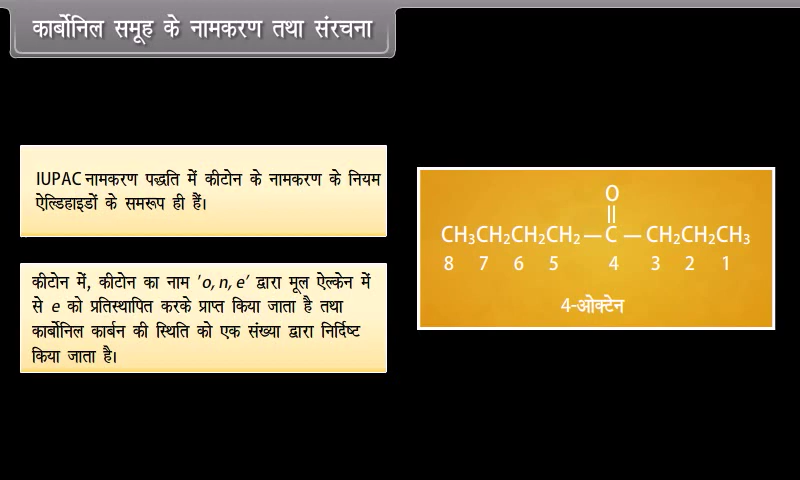 कार्बोनिल समूह के नामकरण तथा संरचना
IUPAC नामकरण पद्धति में कीटोन के नामकरण के नियम
ऐल्डिहाइडों के समरूप ही हैं।
कीटोन में, कीटोन का नाम 'o, n, e' द्वारा मूल ऐल्केन में
से e को प्रतिस्थापित करके प्राप्त किया जाता है तथा
कार्बोनिल कार्बन की स्थिति को एक संख्या द्वारा निर्दिष्ट
किया जाता है।
O
||
CH₃CH₂CH₂CH₂ — C — CH₂CH₂CH₃
8 7 6 5 4 3 2 1
4-ओक्टेन